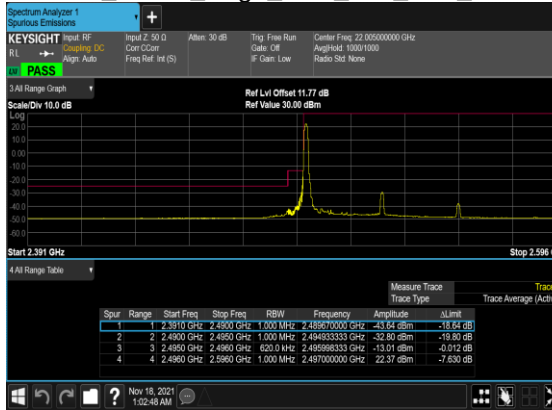 Spectrum Analyzer 1
Spurious Emissions
+
KEYSIGHT Input: RF Input Z: 50 Ω Atten: 30 dB Trig: Free Run Center Freq: 22.005000000 GHz
RL Coupling: DC Corr CCorr Gate: Off Avg|Hold: 1000/1000
Align: Auto Freq Ref: Int (S) IF Gain: Low Radio Std: None
PASS
3 All Range Graph
Ref Lvl Offset 11.77 dB
Scale/Div 10.0 dB Ref Value 30.00 dBm
Log
20.0
10.0
0.00
-10.0
-20.0
-30.0
-40.0
-50.0
-60.0
Start 2.391 GHz Stop 2.596
4 All Range Table
Measure Trace Trace
Trace Type Trace Average (Acti
Spur Range Start Freq Stop Freq RBW Frequency Amplitude ΔLimit
1 1 2.3910 GHz 2.4900 GHz 1.000 MHz 2.489670000 GHz -43.64 dBm -18.64 dB
2 2 2.4900 GHz 2.4950 GHz 1.000 MHz 2.494933333 GHz -32.80 dBm -19.80 dB
3 3 2.4950 GHz 2.4960 GHz 620.0 kHz 2.495998333 GHz -13.01 dBm -0.012 dB
4 4 2.4960 GHz 2.5960 GHz 1.000 MHz 2.497000000 GHz 22.37 dBm -7.630 dB
? Nov 18, 2021
1:02:48 AM